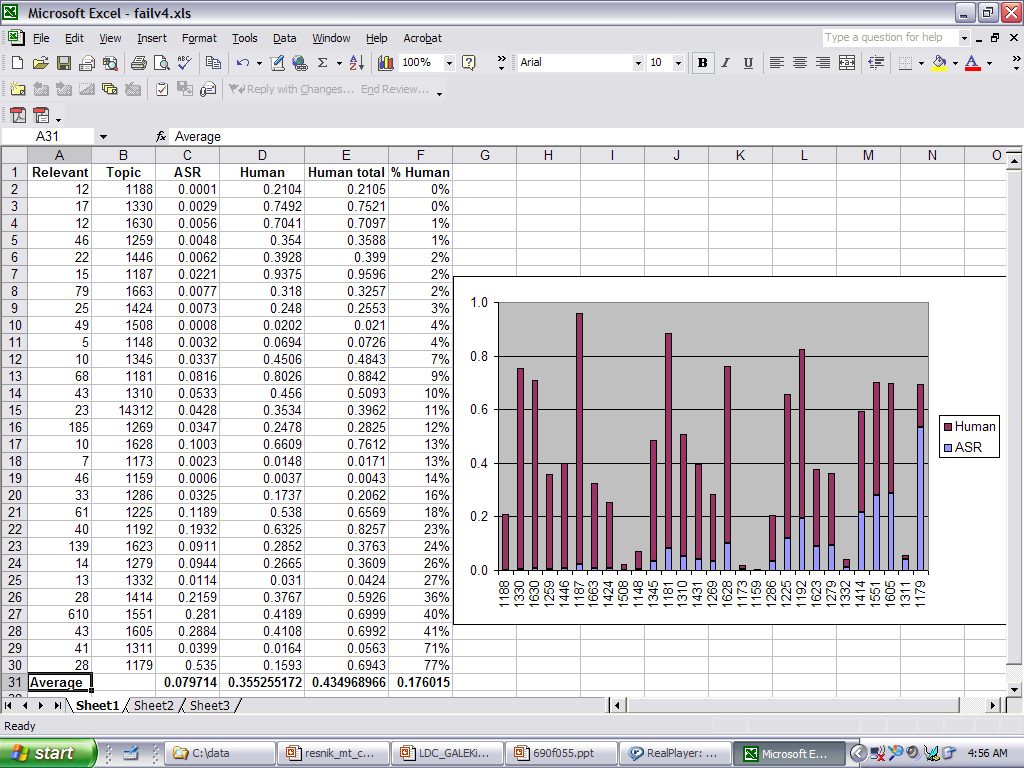 Microsoft Excel - failv4.xls
File Edit View Insert Format Tools Data Window Help Acrobat Type a question for help
100% Arial 10 B I U
Reply with Changes... End Review...
A31 fx Average
A B C D E F G H I J K L M N O
1 Relevant Topic ASR Human Human total % Human
2 12 1188 0.0001 0.2104 0.2105 0%
3 17 1330 0.0029 0.7492 0.7521 0%
4 12 1630 0.0056 0.7041 0.7097 1%
5 46 1259 0.0048 0.354 0.3588 1%
6 22 1446 0.0062 0.3928 0.399 2%
7 15 1187 0.0221 0.9375 0.9596 2%
8 79 1663 0.0077 0.318 0.3257 2%
9 25 1424 0.0073 0.248 0.2553 3%
10 49 1508 0.0008 0.0202 0.021 4%
11 5 1148 0.0032 0.0694 0.0726 4%
12 10 1345 0.0337 0.4506 0.4843 7%
13 68 1181 0.0816 0.8026 0.8842 9%
14 43 1310 0.0533 0.456 0.5093 10%
15 23 14312 0.0428 0.3534 0.3962 11%
16 185 1269 0.0347 0.2478 0.2825 12%
17 10 1628 0.1003 0.6609 0.7612 13%
18 7 1173 0.0023 0.0148 0.0171 13%
19 46 1159 0.0006 0.0037 0.0043 14%
20 33 1286 0.0325 0.1737 0.2062 16%
21 61 1225 0.1189 0.538 0.6569 18%
22 40 1192 0.1932 0.6325 0.8257 23%
23 139 1623 0.0911 0.2852 0.3763 24%
24 14 1279 0.0944 0.2665 0.3609 26%
25 13 1332 0.0114 0.031 0.0424 27%
26 28 1414 0.2159 0.3767 0.5926 36%
27 610 1551 0.281 0.4189 0.6999 40%
28 43 1605 0.2884 0.4108 0.6992 41%
29 41 1311 0.0399 0.0164 0.0563 71%
30 28 1179 0.535 0.1593 0.6943 77%
31 Average 0.079714 0.355255172 0.434968966 0.176015
1.0
0.8
0.6
0.4
0.2
0.0
1188 1330 1630 1259 1446 1187 1663 1424 1508 1148 1345 1181 1310 1431 1269 1628 1173 1159 1286 1225 1192 1623 1279 1332 1414 1551 1605 1311 1179
Human
ASR
Sheet1 Sheet2 Sheet3
Ready
start C:\data resnik_mt_c... LDC_GALEKi... 690f055.ppt RealPlayer: ... Microsoft E... 4:56 AM